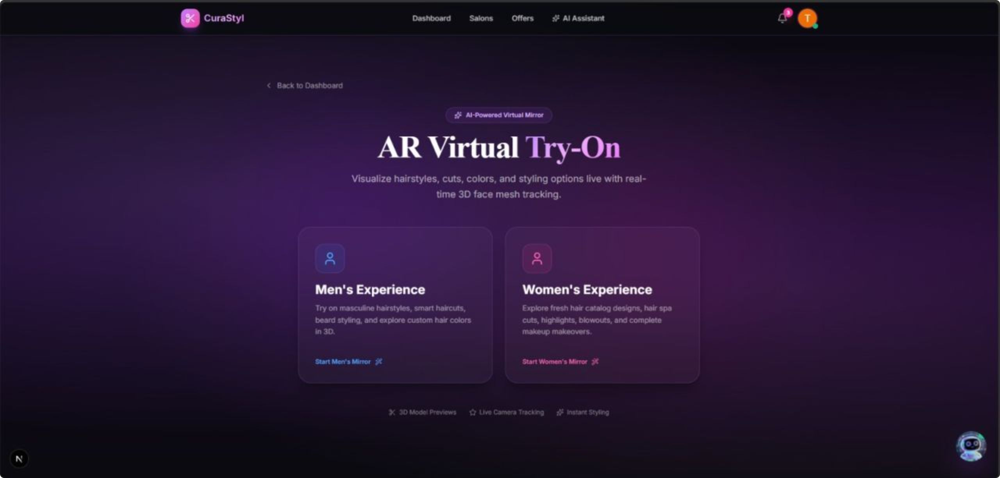 CuraStyl
Dashboard
Salons
Offers
AI Assistant
3
T
Back to Dashboard
AI-Powered Virtual Mirror
AR Virtual Try-On
Visualize hairstyles, cuts, colors, and styling options live with real-
time 3D face mesh tracking.
Men's Experience
Try on masculine hairstyles, smart haircuts,
beard styling, and explore custom hair colors
in 3D.
Start Men's Mirror
Women's Experience
Explore fresh hair catalog designs, hair spa
cuts, highlights, blowouts, and complete
makeup makeovers.
Start Women's Mirror
3D Model Previews
Live Camera Tracking
Instant Styling
N